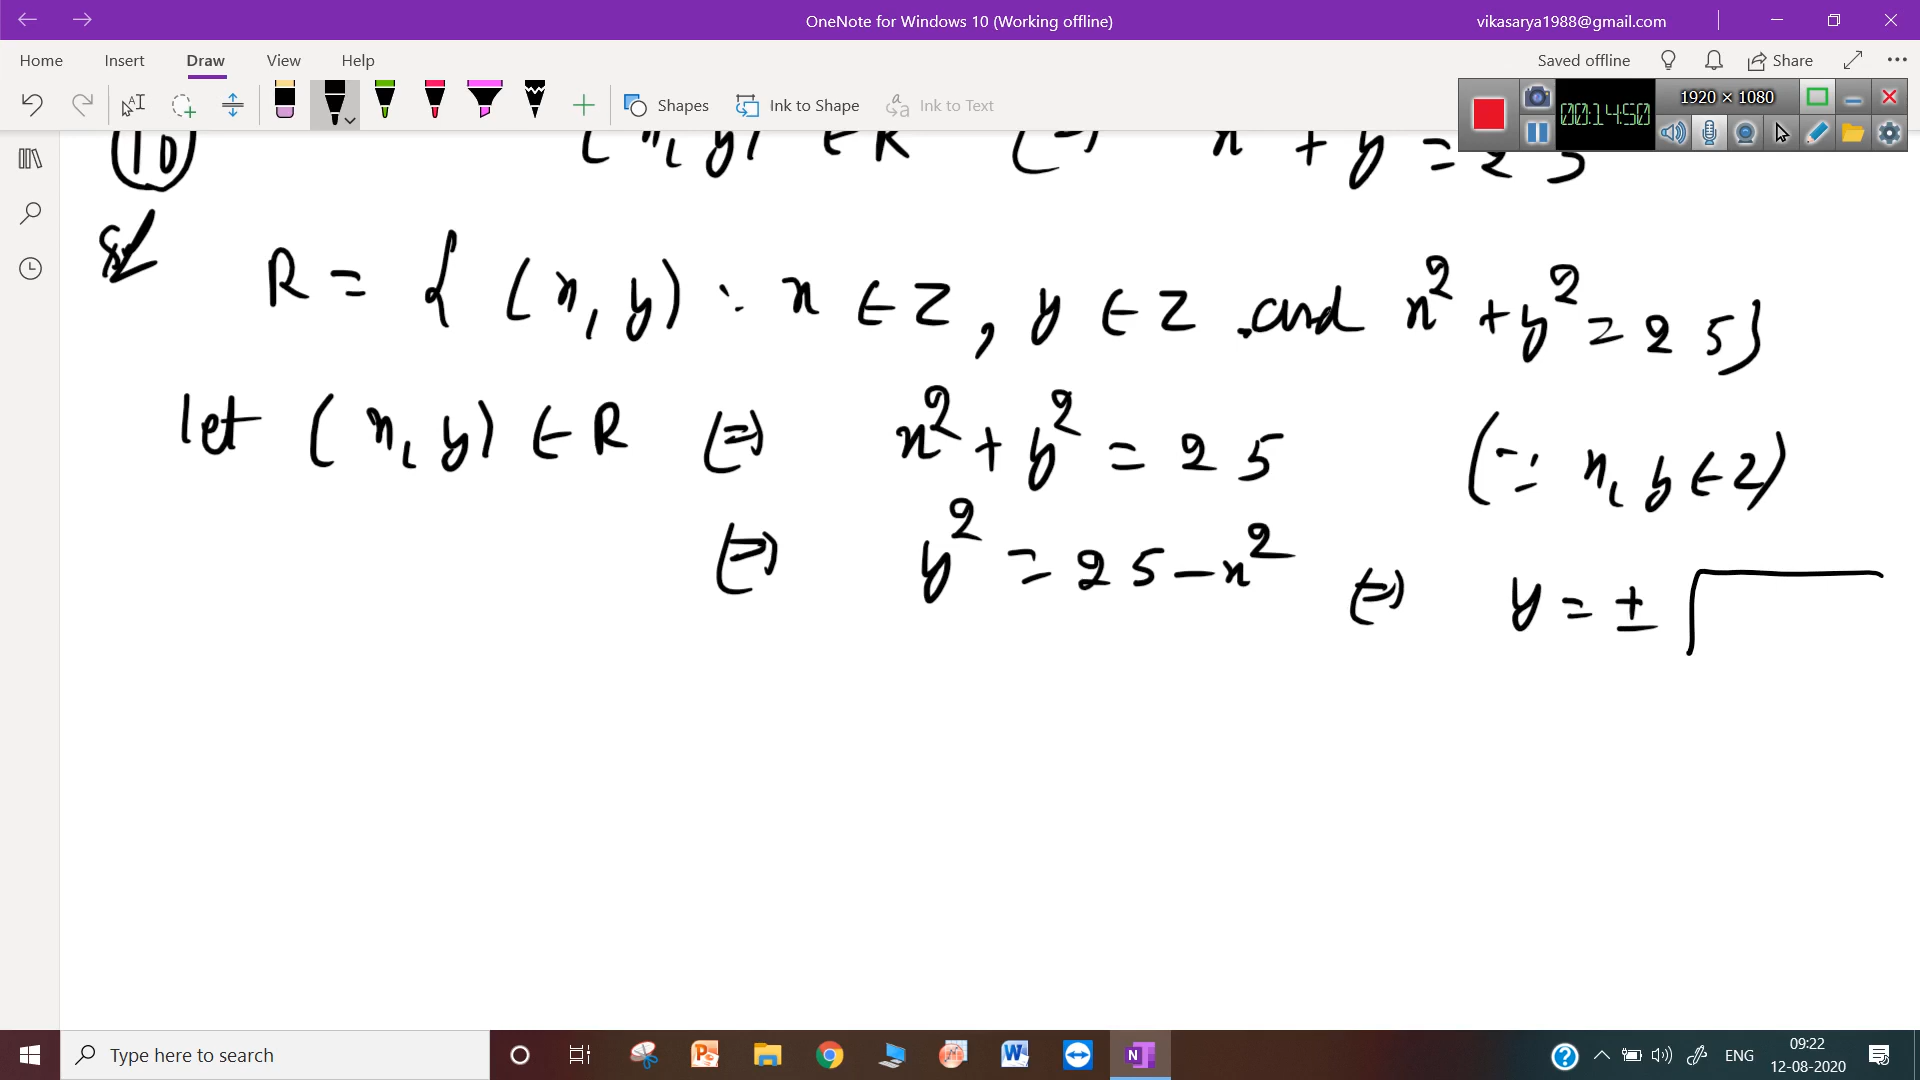 OneNote for Windows 10 (Working offline)
vikasarya1988@gmail.com
Home Insert Draw View Help
Saved offline
Share
Shapes
Ink to Shape
Ink to Text
1920 × 1080
00:14:50
(10) (x, y) ∈ R ⇔ x + y = 25
Sol
R = { (x, y) : x ∈ Z, y ∈ Z and x² + y² = 25}
let (x, y) ∈ R ⇔ x² + y² = 25 (∵ x, y ∈ Z)
⇔ y² = 25 - x² ⇔ y = ± √
Type here to search
ENG
09:22
12-08-2020